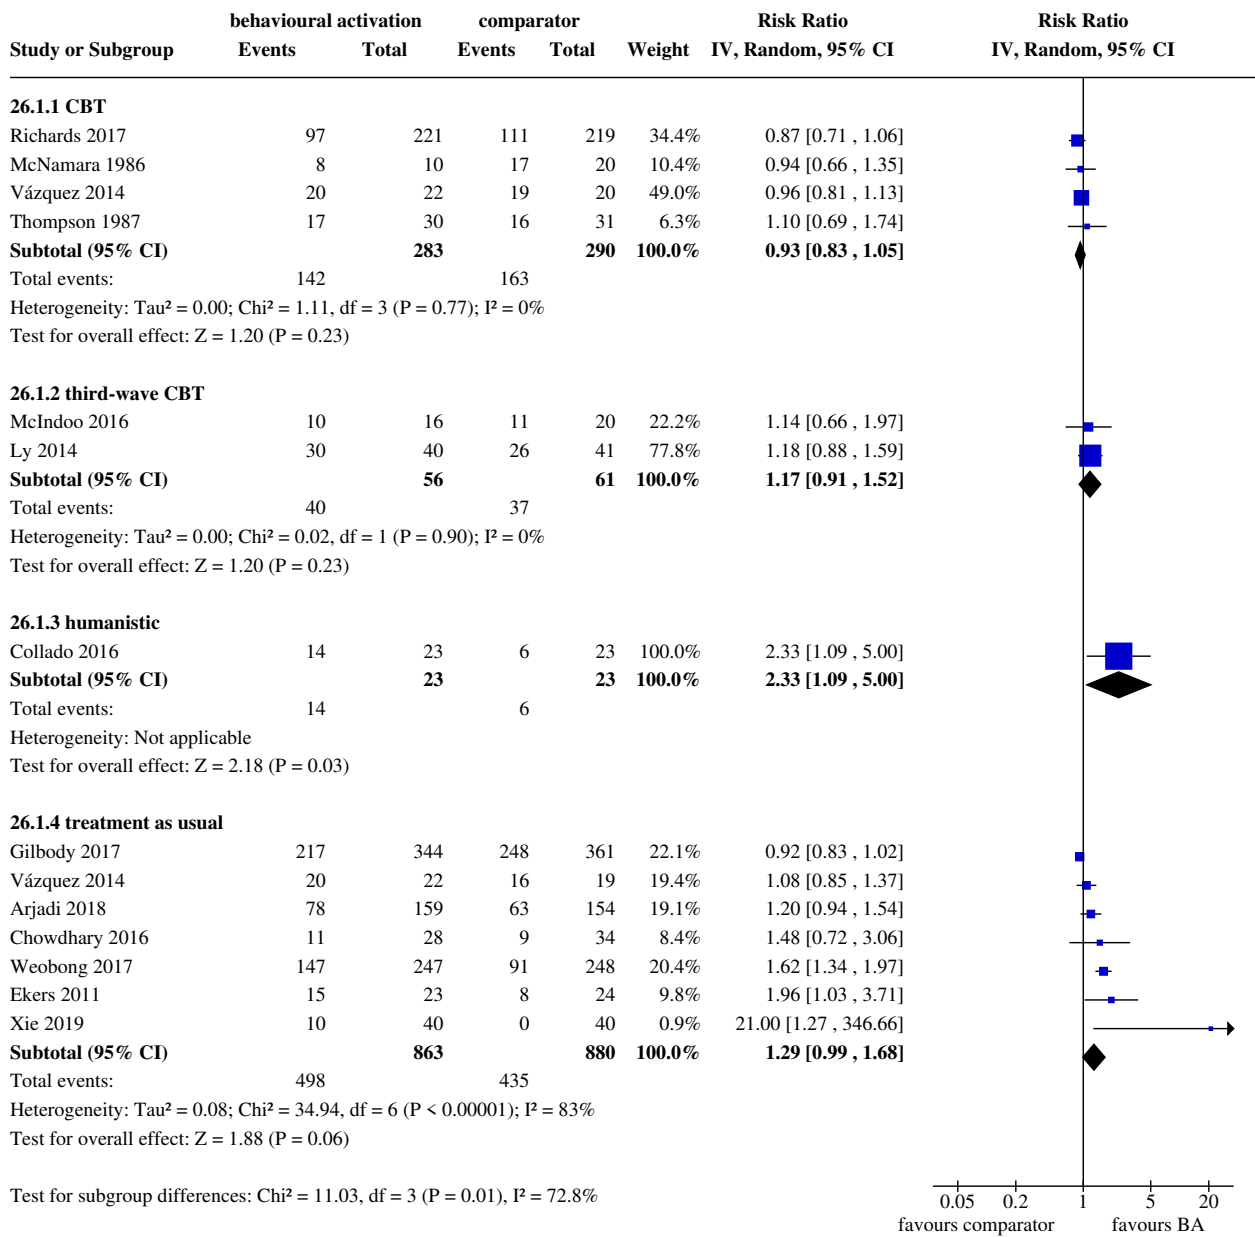 behavioural activation comparator Risk Ratio Risk Ratio
Study or Subgroup Events Total Events Total Weight IV, Random, 95% CI IV, Random, 95% CI
26.1.1 CBT
Richards 2017 97 221 111 219 34.4% 0.87 [0.71 , 1.06]
McNamara 1986 8 10 17 20 10.4% 0.94 [0.66 , 1.35]
Vázquez 2014 20 22 19 20 49.0% 0.96 [0.81 , 1.13]
Thompson 1987 17 30 16 31 6.3% 1.10 [0.69 , 1.74]
Subtotal (95% CI) 283 290 100.0% 0.93 [0.83 , 1.05]
Total events: 142 163
Heterogeneity: Tau² = 0.00; Chi² = 1.11, df = 3 (P = 0.77); I² = 0%
Test for overall effect: Z = 1.20 (P = 0.23)
26.1.2 third-wave CBT
McIndoo 2016 10 16 11 20 22.2% 1.14 [0.66 , 1.97]
Ly 2014 30 40 26 41 77.8% 1.18 [0.88 , 1.59]
Subtotal (95% CI) 56 61 100.0% 1.17 [0.91 , 1.52]
Total events: 40 37
Heterogeneity: Tau² = 0.00; Chi² = 0.02, df = 1 (P = 0.90); I² = 0%
Test for overall effect: Z = 1.20 (P = 0.23)
26.1.3 humanistic
Collado 2016 14 23 6 23 100.0% 2.33 [1.09 , 5.00]
Subtotal (95% CI) 23 23 100.0% 2.33 [1.09 , 5.00]
Total events: 14 6
Heterogeneity: Not applicable
Test for overall effect: Z = 2.18 (P = 0.03)
26.1.4 treatment as usual
Gilbody 2017 217 344 248 361 22.1% 0.92 [0.83 , 1.02]
Vázquez 2014 20 22 16 19 19.4% 1.08 [0.85 , 1.37]
Arjadi 2018 78 159 63 154 19.1% 1.20 [0.94 , 1.54]
Chowdhary 2016 11 28 9 34 8.4% 1.48 [0.72 , 3.06]
Weobong 2017 147 247 91 248 20.4% 1.62 [1.34 , 1.97]
Ekers 2011 15 23 8 24 9.8% 1.96 [1.03 , 3.71]
Xie 2019 10 40 0 40 0.9% 21.00 [1.27 , 346.66]
Subtotal (95% CI) 863 880 100.0% 1.29 [0.99 , 1.68]
Total events: 498 435
Heterogeneity: Tau² = 0.08; Chi² = 34.94, df = 6 (P < 0.00001); I² = 83%
Test for overall effect: Z = 1.88 (P = 0.06)
Test for subgroup differences: Chi² = 11.03, df = 3 (P = 0.01), I² = 72.8%
0.05 0.2 1 5 20
favours comparator favours BA